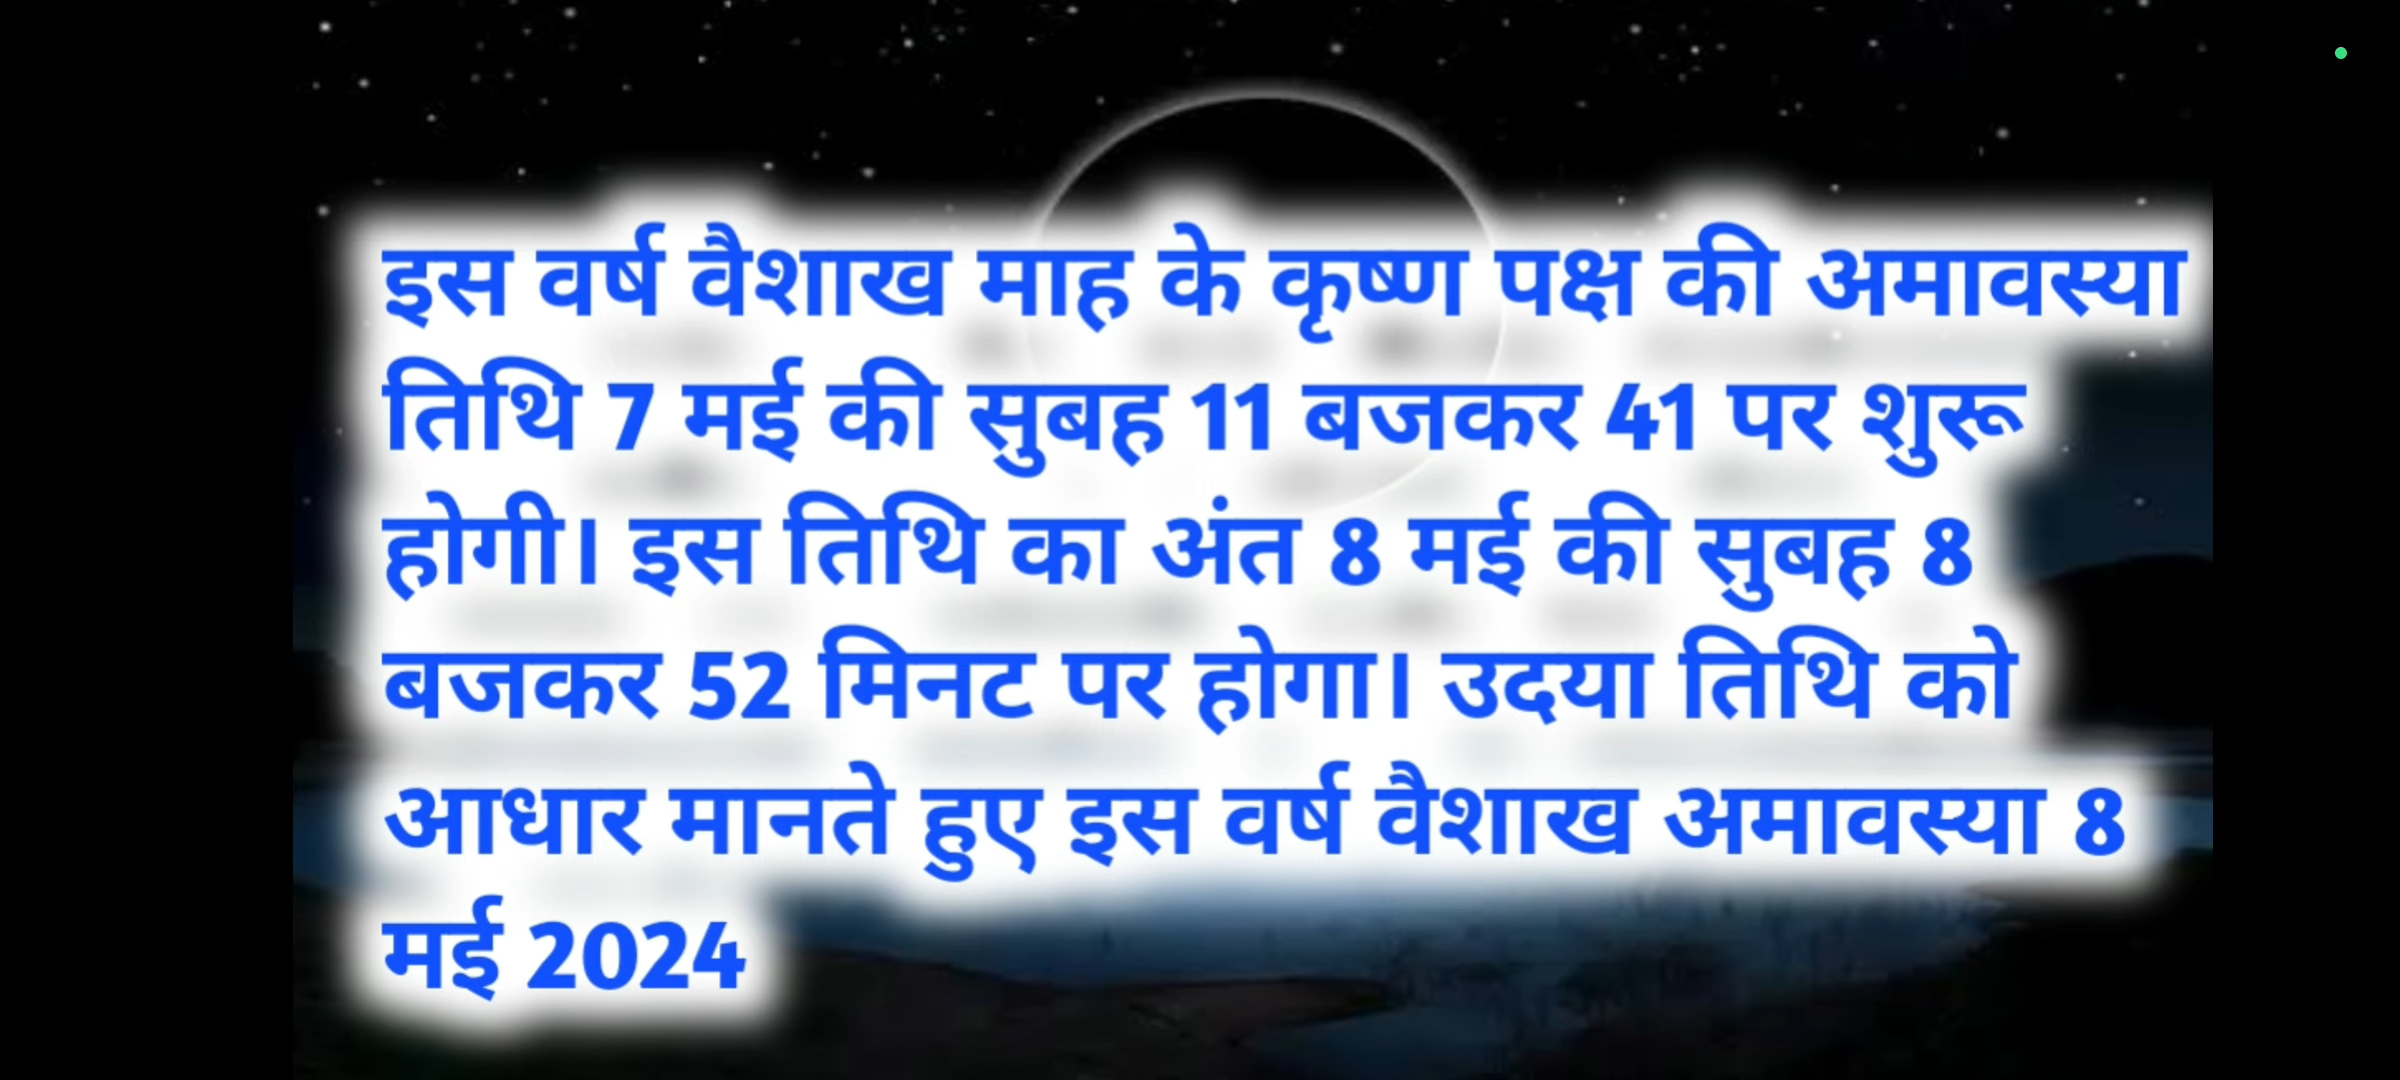 इस वर्ष वैशाख माह के कृष्ण पक्ष की अमावस्या
तिथि 7 मई की सुबह 11 बजकर 41 पर शुरू
होगी। इस तिथि का अंत 8 मई की सुबह 8
बजकर 52 मिनट पर होगा। उदया तिथि को
आधार मानते हुए इस वर्ष वैशाख अमावस्या 8
मई 2024